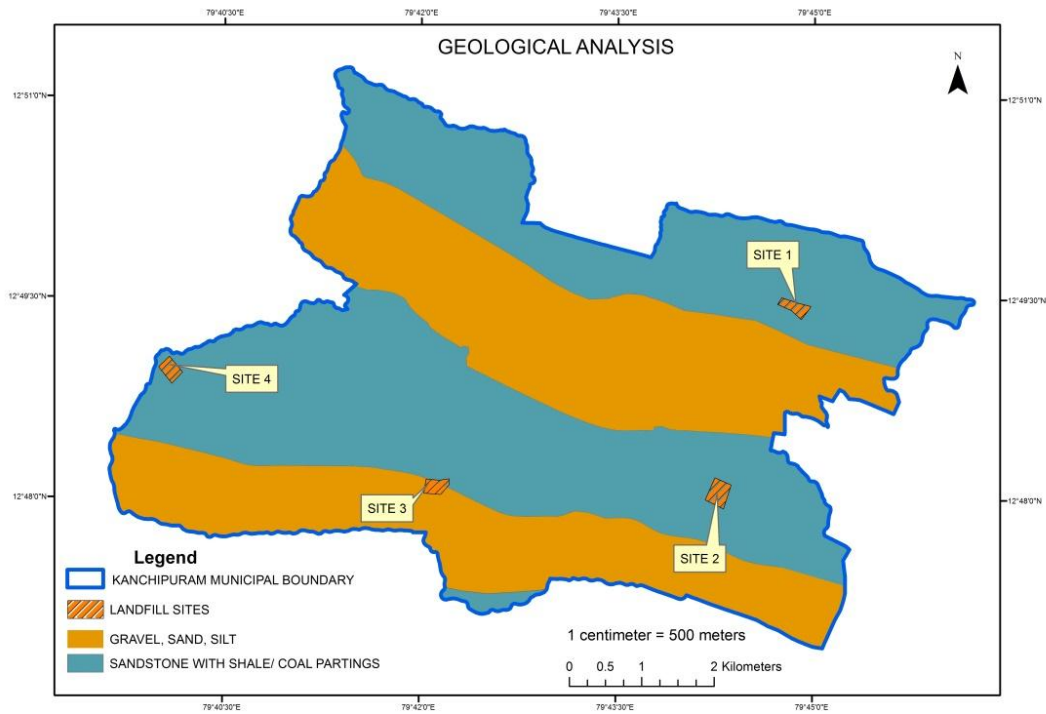 79°40'30"E 79°42'0"E 79°43'30"E 79°45'0"E
GEOLOGICAL ANALYSIS
N
12°51'0"N 12°51'0"N
SITE 1
12°49'30"N 12°49'30"N
SITE 4
12°48'0"N 12°48'0"N
SITE 3
SITE 2
Legend
KANCHIPURAM MUNICIPAL BOUNDARY
LANDFILL SITES
GRAVEL, SAND, SILT
SANDSTONE WITH SHALE/ COAL PARTINGS
1 centimeter = 500 meters
0 0.5 1 2 Kilometers
79°40'30"E 79°42'0"E 79°43'30"E 79°45'0"E